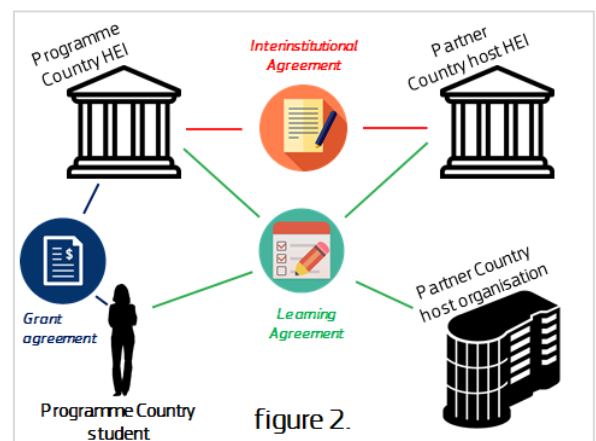 Programme
Country HEI
Interinstitutional
Agreement
Partner
Country host HEI
$
Grant
agreement
Learning
Agreement
Partner Country
host organisation
Programme Country
student
figure 2.